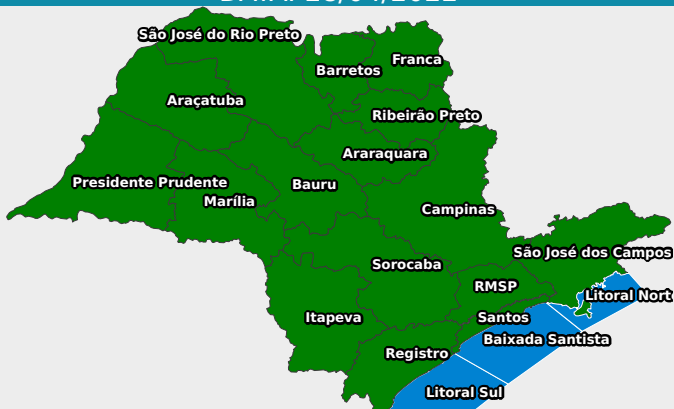 São José do Rio Preto
Franca
Barretos
Araçatuba
Ribeirão Preto
Araraquara
Presidente Prudente
Bauru
Marília
Campinas
São José dos Campos
Sorocaba
RMSP
Litoral Nort
Itapeva
Santos
Baixada Santista
Registro
Litoral Sul